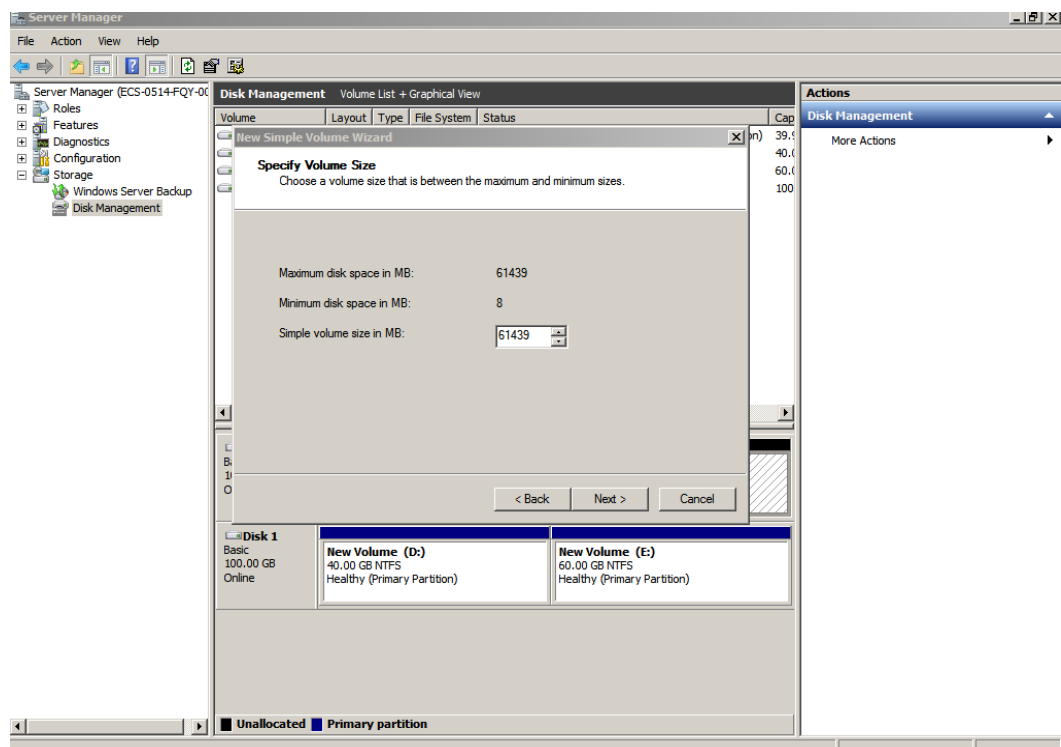 Server Manager
File Action View Help
Server Manager (ECS-0514-FQY-00
Roles
Features
Diagnostics
Configuration
Storage
Windows Server Backup
Disk Management
Disk Management Volume List + Graphical View
Volume Layout Type File System Status Cap
on) 39.9
40.0
60.0
100
New Simple Volume Wizard
Specify Volume Size
Choose a volume size that is between the maximum and minimum sizes.
Maximum disk space in MB: 61439
Minimum disk space in MB: 8
Simple volume size in MB: 61439
< Back Next > Cancel
Disk 1
Basic
100.00 GB
Online
New Volume (D:)
40.00 GB NTFS
Healthy (Primary Partition)
New Volume (E:)
60.00 GB NTFS
Healthy (Primary Partition)
Unallocated Primary partition
Actions
Disk Management
More Actions